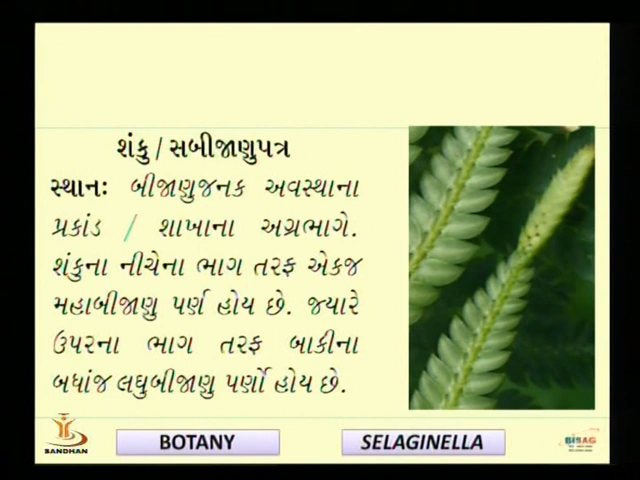 શંકુ / સબીજાણુપત્ર
સ્થાનઃ બીજાણુજનક અવસ્થાના
પ્રકાંડ / શાખાના અગ્રભાગે.
શંકુના નીચેના ભાગ તરફ એકજ
મહાબીજાણુ પર્ણ હોય છે. જ્યારે
ઉપરના ભાગ તરફ બાકીના
બધાંજ લઘુબીજાણુ પર્ણો હોય છે.
SANDHAN
BOTANY
SELAGINELLA
BISAG